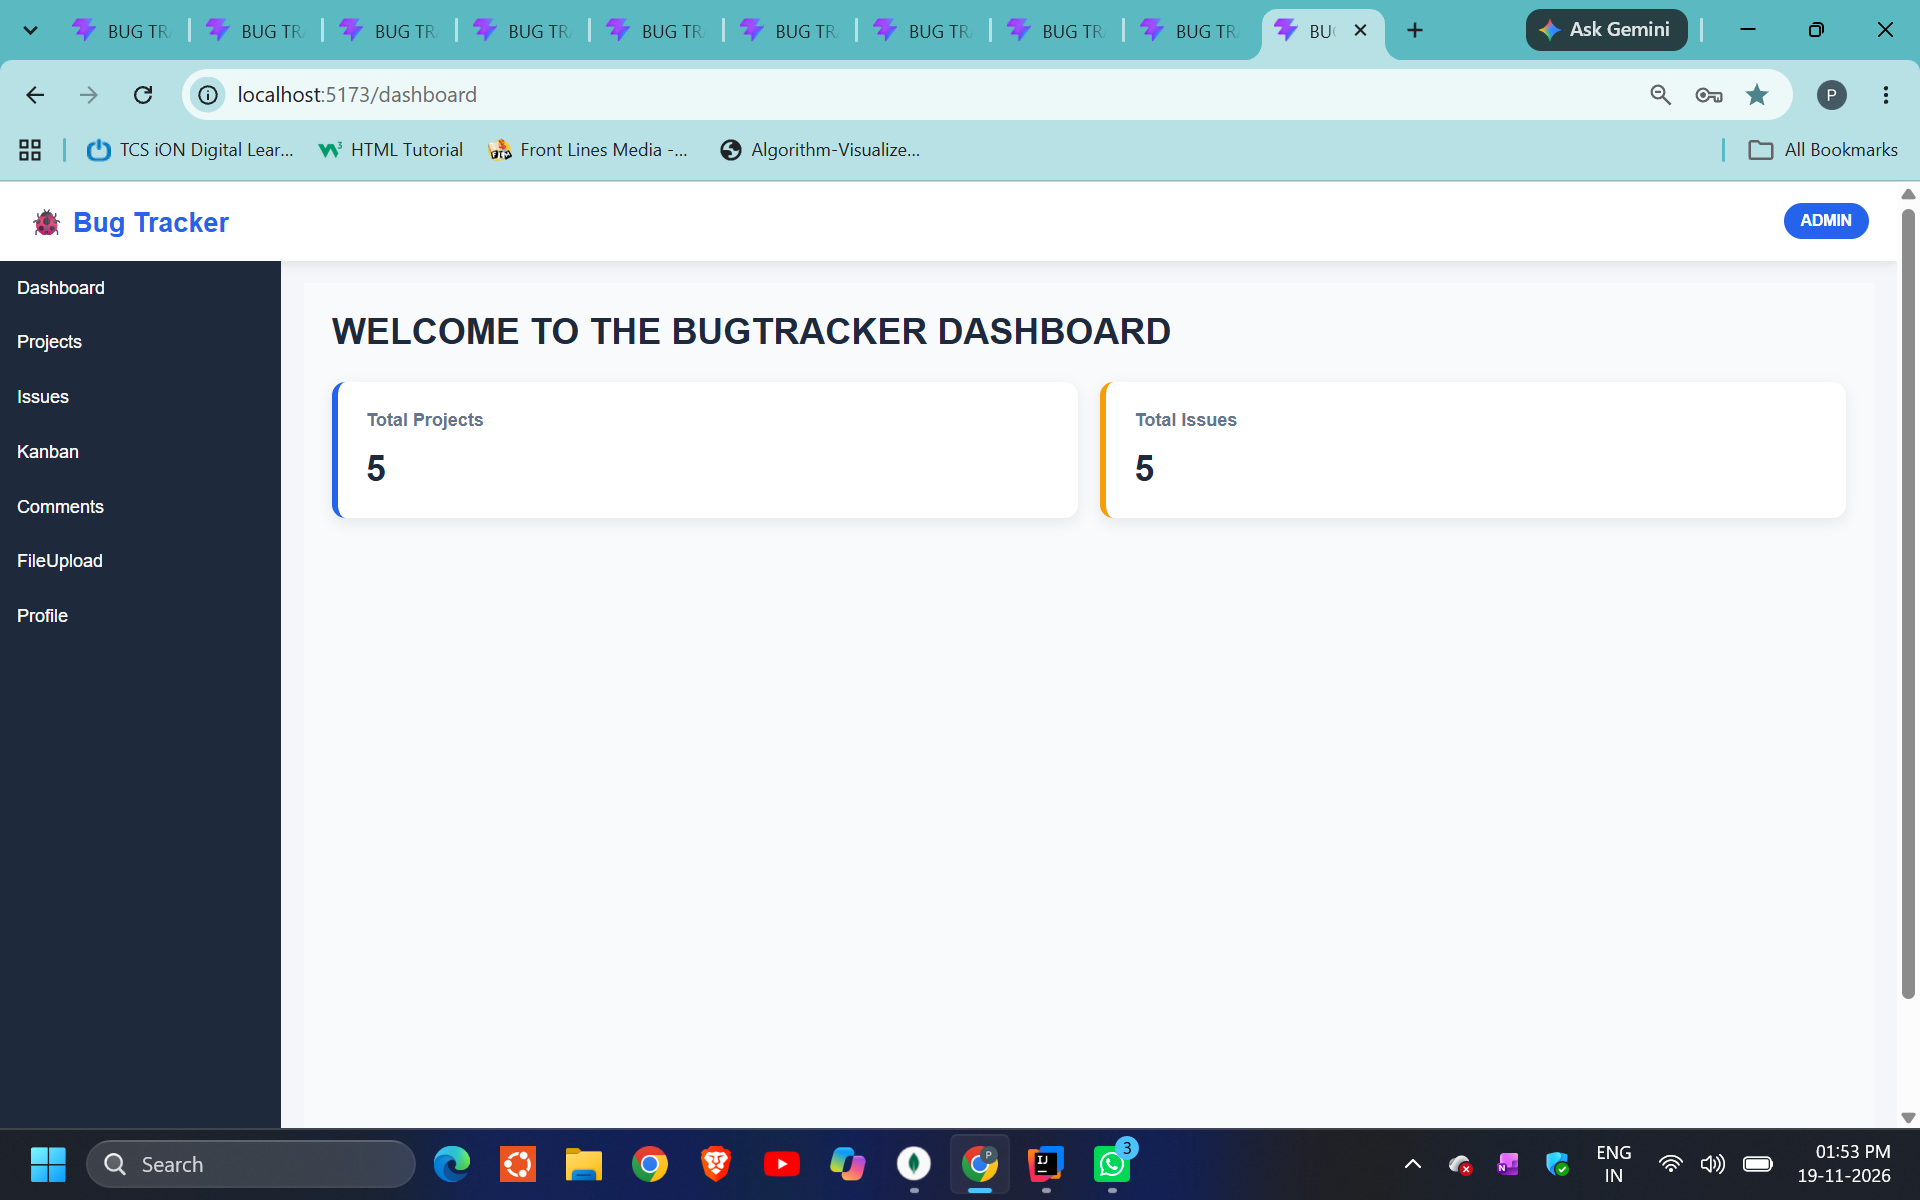 BUG TR
BUG TR
BUG TR
BUG TR
BUG TR
BUG TR
BUG TR
BUG TR
BUG TR
BU
Ask Gemini
localhost:5173/dashboard
P
TCS iON Digital Lear...
HTML Tutorial
Front Lines Media -...
Algorithm-Visualize...
All Bookmarks
Bug Tracker
ADMIN
Dashboard
Projects
Issues
Kanban
Comments
FileUpload
Profile
WELCOME TO THE BUGTRACKER DASHBOARD
Total Projects
5
Total Issues
5
Search
P
IJ
3
N
ENG
IN
01:53 PM
19-11-2026